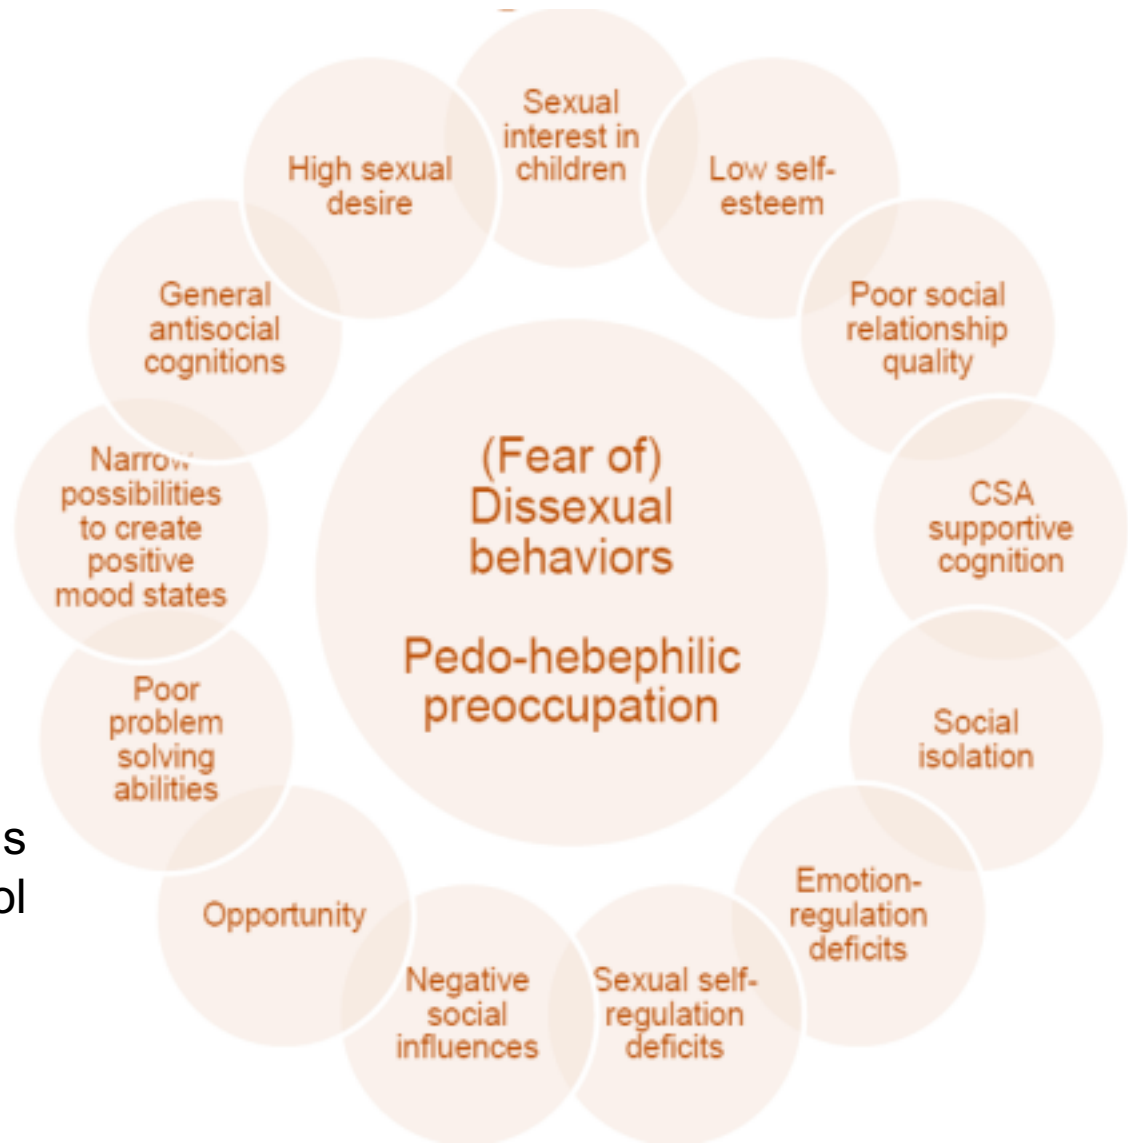 Sexual
interest in
children
Low self-
esteem
Poor social
relationship
quality
CSA
supportive
cognition
Social
isolation
Emotion-
regulation
deficits
Sexual self-
regulation
deficits
Negative
social
influences
Opportunity
Poor
problem
solving
abilities
Narrow
possibilities
to create
positive
mood states
General
antisocial
cognitions
High sexual
desire
(Fear of)
Dissexual
behaviors
Pedo-hebephilic
preoccupation
s
ol